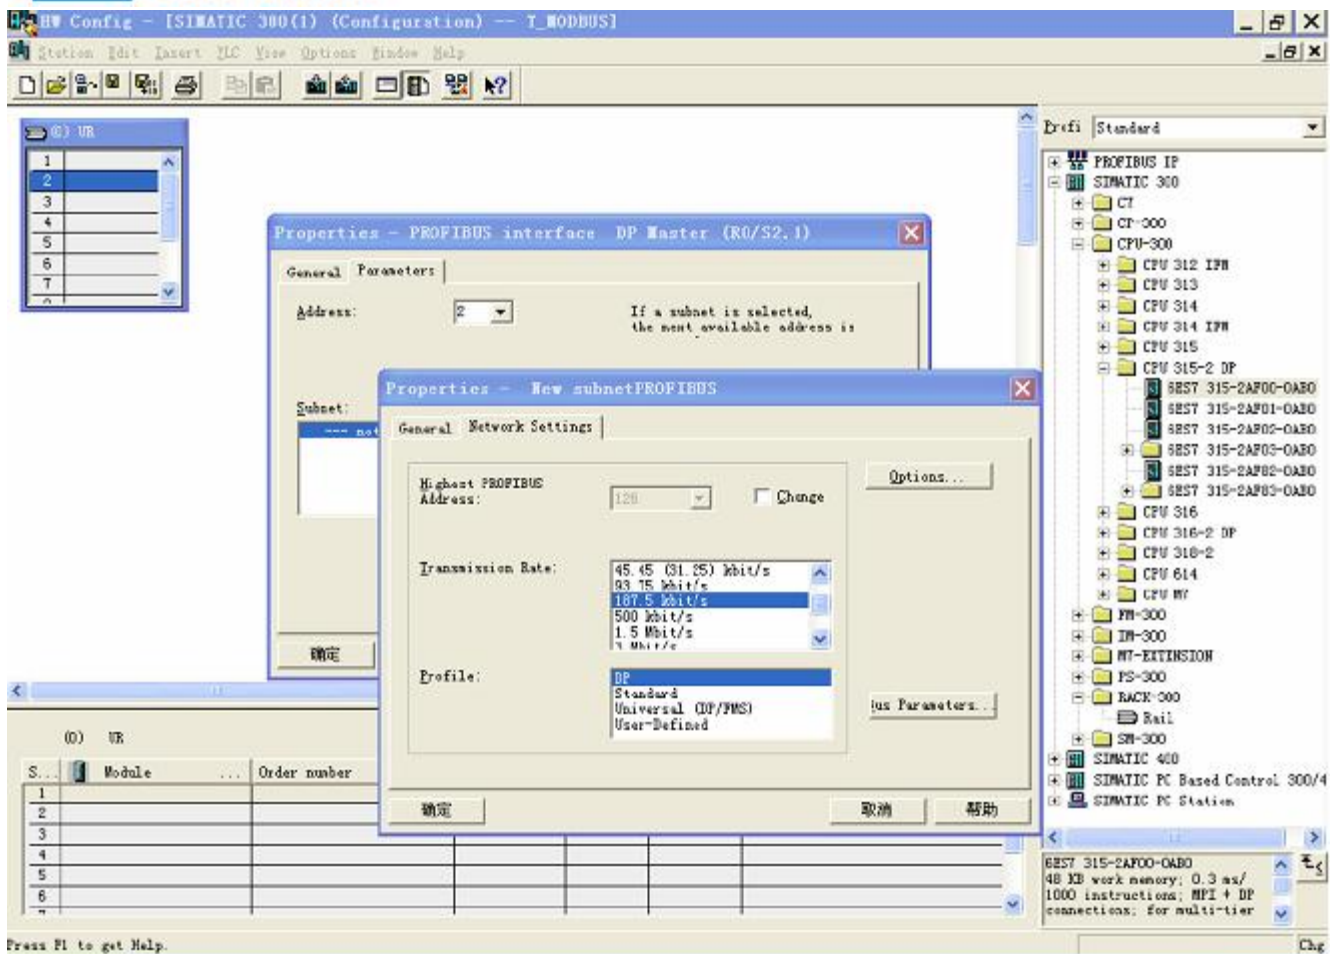 HW Config - [SIMATIC 300(1) (Configuration) -- T_MODBUS]
Station Edit Insert PLC View Options Window Help
(0) UR
1
2
3
4
5
6
7
Properties - PROFIBUS interface DP Master (R0/S2.1)
General Parameters
Address: 2
If a subnet is selected,
the next available address is
Subnet:
--- not
确定
Properties - New subnetPROFIBUS
General Network Settings
Highest PROFIBUS
Address:
126
Change
Options...
Transmission Rate:
45.45 (31.25) kbit/s
93.75 kbit/s
187.5 kbit/s
500 kbit/s
1.5 Mbit/s
3 Mbit/s
Profile:
DP
Standard
Universal (DP/FMS)
User-Defined
us Parameters...
确定 取消 帮助
Profi Standard
PROFIBUS IP
SIMATIC 300
C7
CP-300
CPU-300
CPU 312 IFM
CPU 313
CPU 314
CPU 314 IFM
CPU 315
CPU 315-2 DP
6ES7 315-2AF00-0AB0
6ES7 315-2AF01-0AB0
6ES7 315-2AF02-0AB0
6ES7 315-2AF03-0AB0
6ES7 315-2AF82-0AB0
6ES7 315-2AF83-0AB0
CPU 316
CPU 316-2 DP
CPU 318-2
CPU 614
CPU M7
FM-300
IM-300
M7-EXTENSION
PS-300
RACK-300
Rail
SM-300
SIMATIC 400
SIMATIC PC Based Control 300/4
SIMATIC PC Station
6ES7 315-2AF00-0AB0
48 KB work memory; 0.3 ms/
1000 instructions; MPI + DP
connections; for multi-tier
(0) UR
S... Module ... Order number
1
2
3
4
5
6
Press F1 to get Help.
Chg